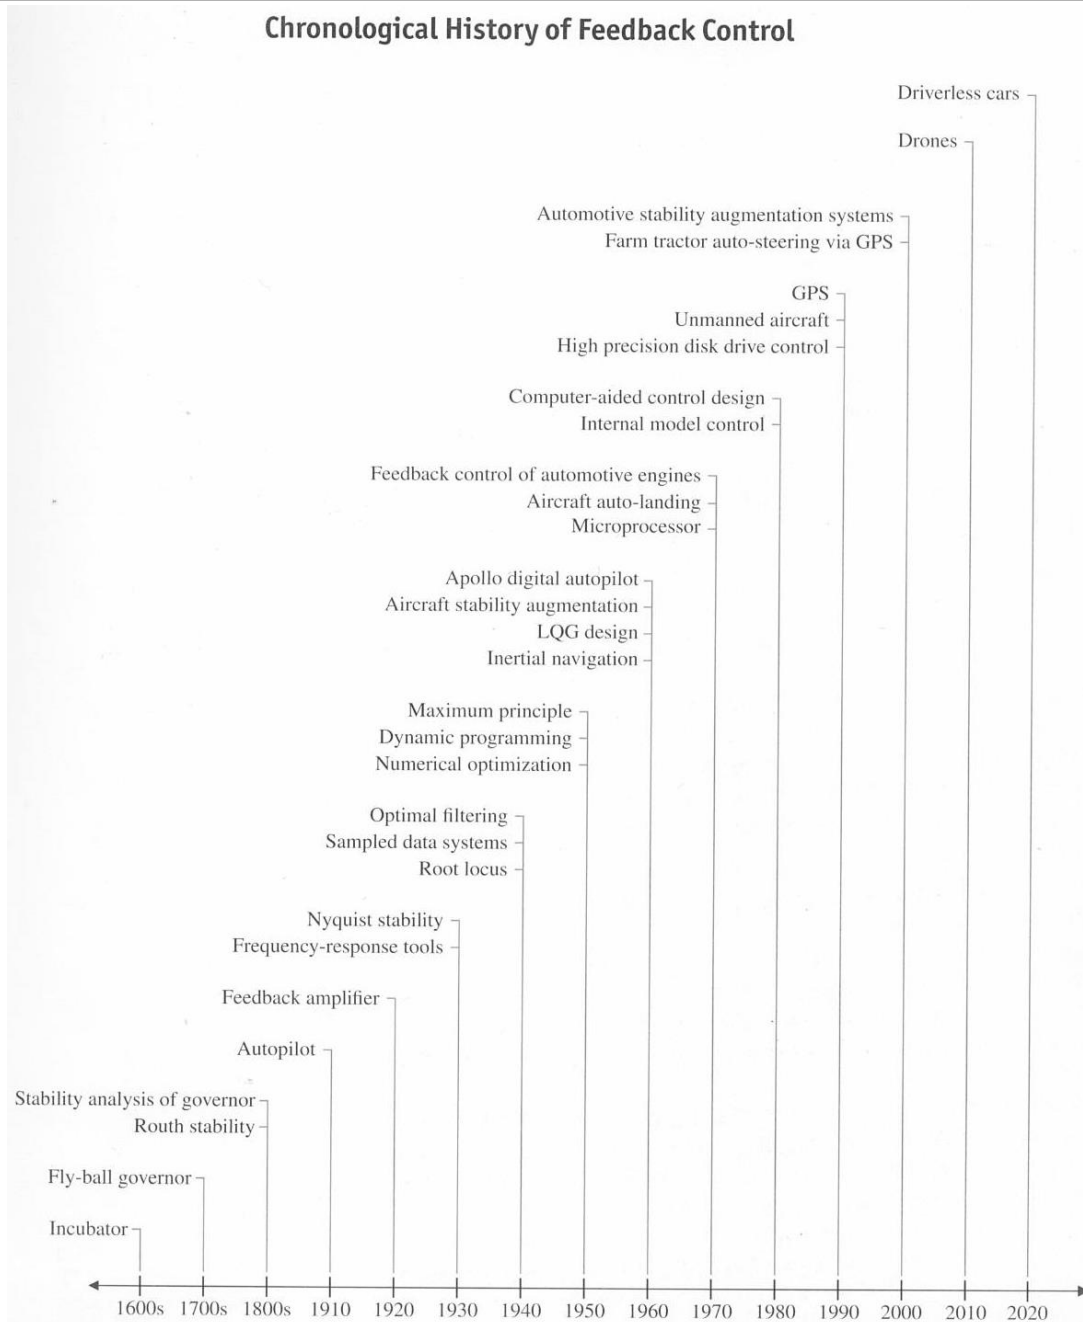 Chronological History of Feedback Control
Driverless cars
Drones
Automotive stability augmentation systems
Farm tractor auto-steering via GPS
GPS
Unmanned aircraft
High precision disk drive control
Computer-aided control design
Internal model control
Feedback control of automotive engines
Aircraft auto-landing
Microprocessor
Apollo digital autopilot
Aircraft stability augmentation
LQG design
Inertial navigation
Maximum principle
Dynamic programming
Numerical optimization
Optimal filtering
Sampled data systems
Root locus
Nyquist stability
Frequency-response tools
Feedback amplifier
Autopilot
Stability analysis of governor
Routh stability
Fly-ball governor
Incubator
1600s 1700s 1800s 1910 1920 1930 1940 1950 1960 1970 1980 1990 2000 2010 2020